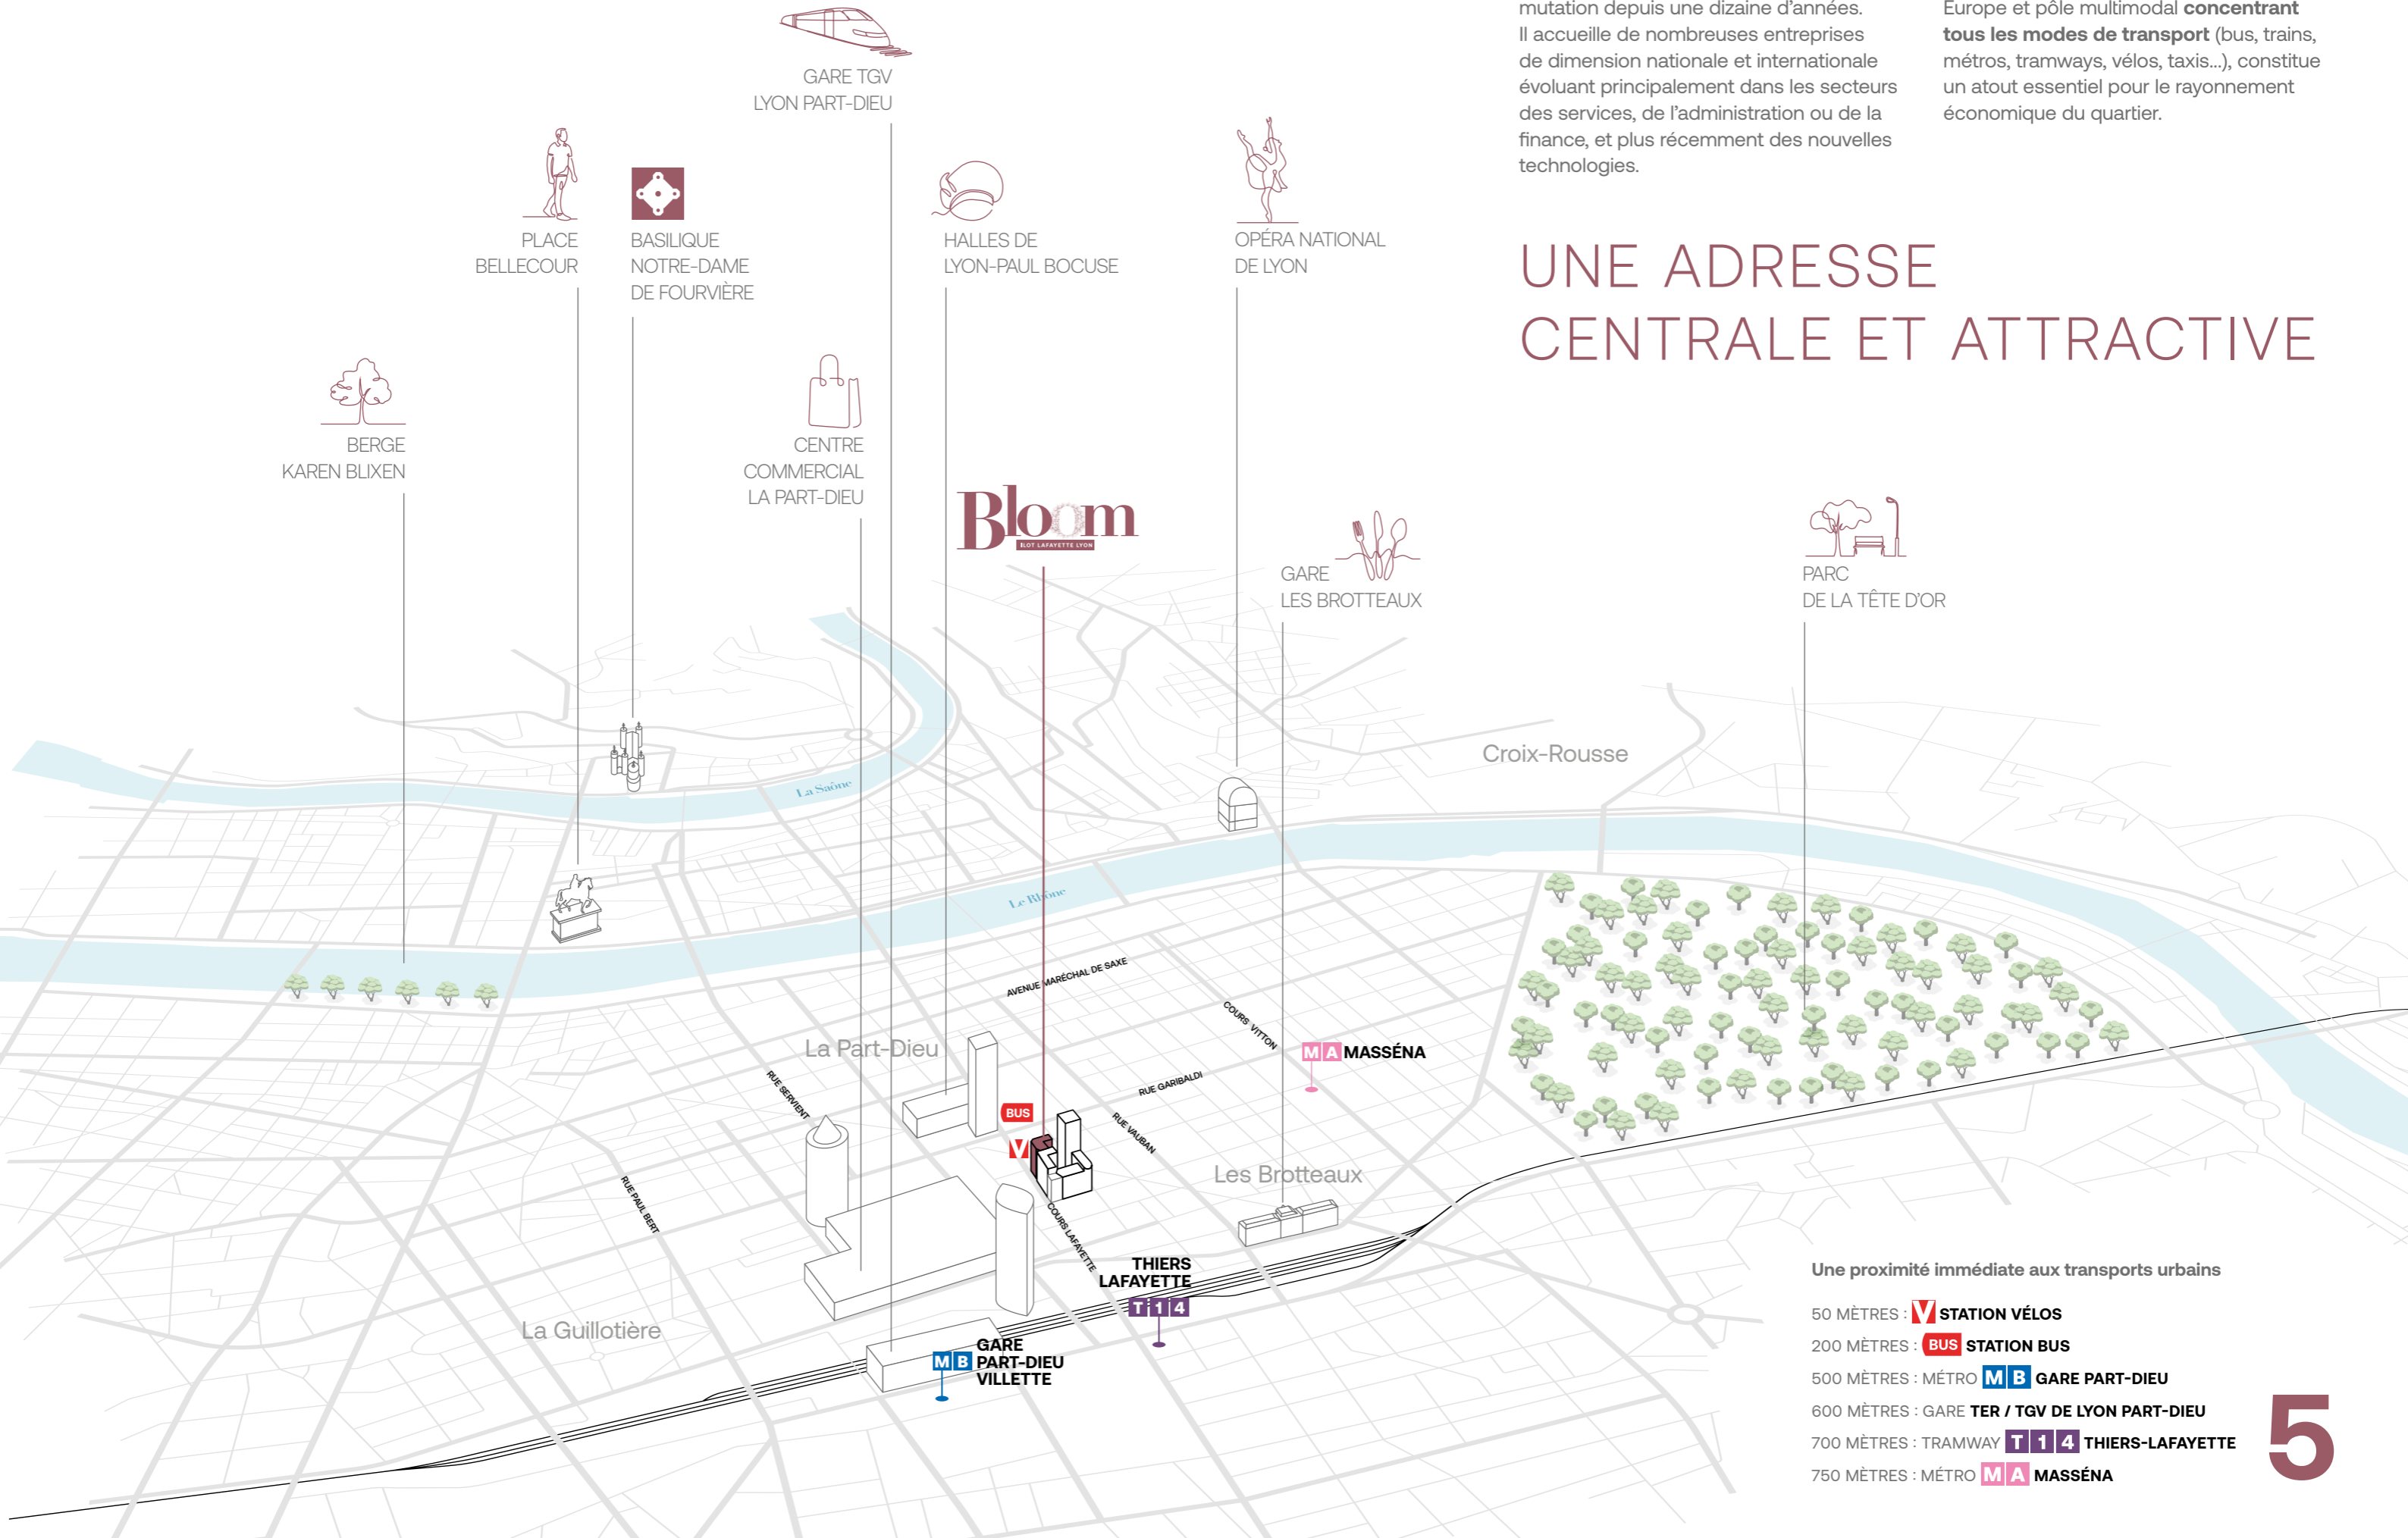 mutation depuis une dizaine d'années.
Il accueille de nombreuses entreprises
de dimension nationale et internationale
évoluant principalement dans les secteurs
des services, de l'administration ou de la
finance, et plus récemment des nouvelles
technologies.
Europe et pôle multimodal concentrant
tous les modes de transport (bus, trains,
métros, tramways, vélos, taxis...), constitue
un atout essentiel pour le rayonnement
économique du quartier.
UNE ADRESSE
CENTRALE ET ATTRACTIVE
GARE TGV
LYON PART-DIEU
PLACE
BELLECOUR
BASILIQUE
NOTRE-DAME
DE FOURVIÈRE
HALLES DE
LYON-PAUL BOCUSE
OPÉRA NATIONAL
DE LYON
BERGE
KAREN BLIXEN
CENTRE
COMMERCIAL
LA PART-DIEU
Bloom
ILOT LAFAYETTE LYON
GARE
LES BROTTEAUX
PARC
DE LA TÊTE D'OR
Croix-Rousse
La Saône
Le Rhône
AVENUE MARÉCHAL DE SAXE
COURS VITTON
La Part-Dieu
M A MASSÉNA
RUE SERVIENT
RUE GARIBALDI
BUS
RUE VAUBAN
V
Les Brotteaux
RUE PAUL BERT
COURS LAFAYETTE
THIERS
LAFAYETTE
T 1 4
La Guillotière
M B GARE
PART-DIEU
VILLETTE
Une proximité immédiate aux transports urbains
50 MÈTRES : V STATION VÉLOS
200 MÈTRES : BUS STATION BUS
500 MÈTRES : MÉTRO M B GARE PART-DIEU
600 MÈTRES : GARE TER / TGV DE LYON PART-DIEU
700 MÈTRES : TRAMWAY T 1 4 THIERS-LAFAYETTE
750 MÈTRES : MÉTRO M A MASSÉNA
5